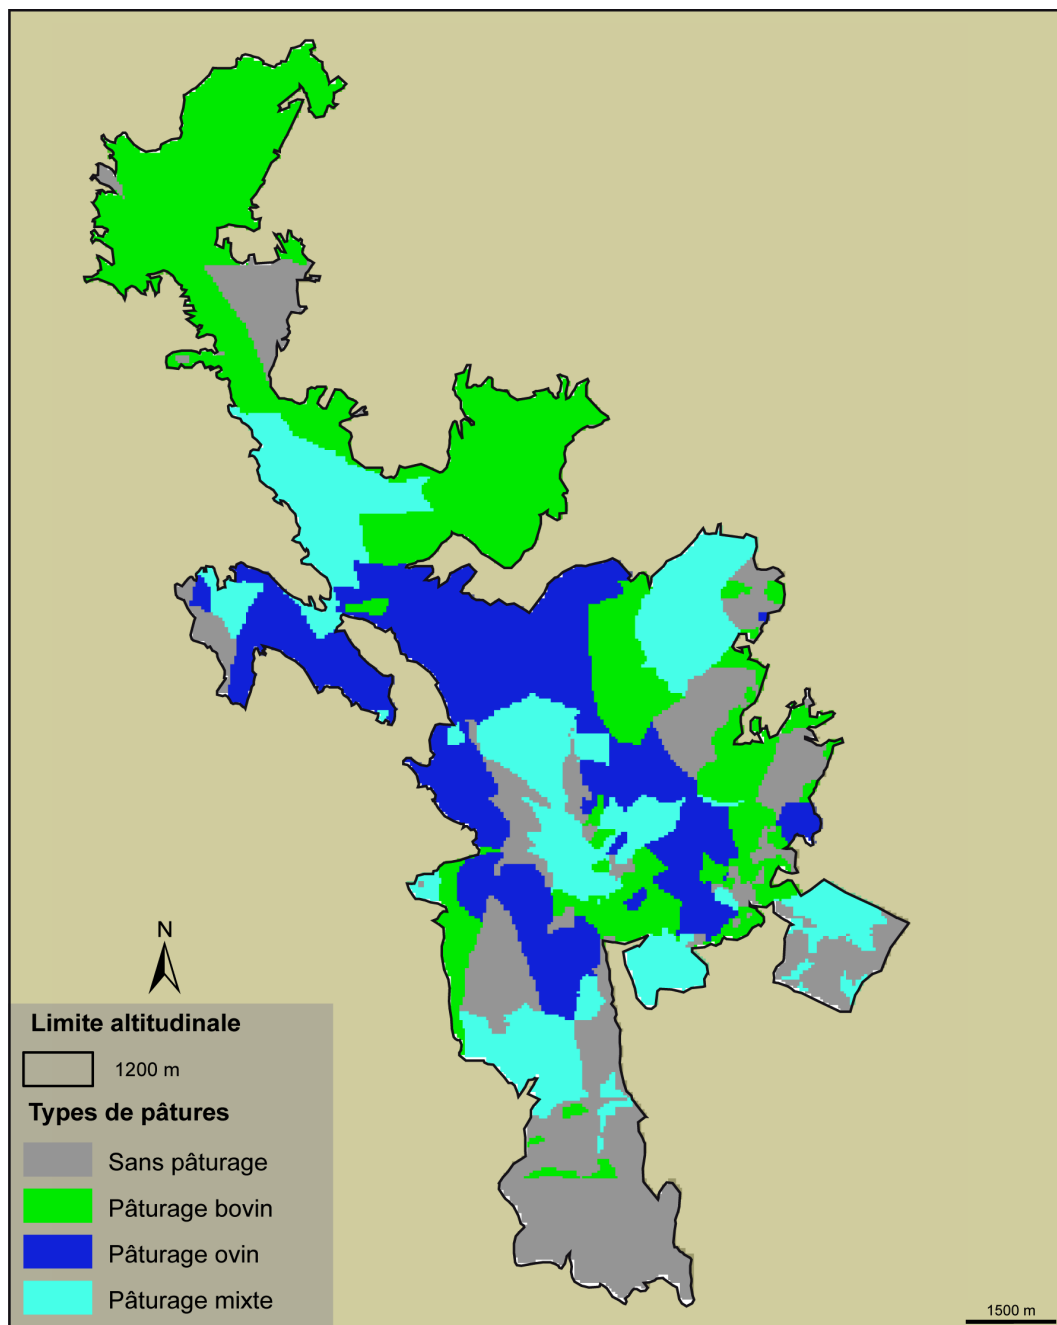 N
Limite altitudinale
1200 m
Types de pâtures
Sans pâturage
Pâturage bovin
Pâturage ovin
Pâturage mixte
1500 m